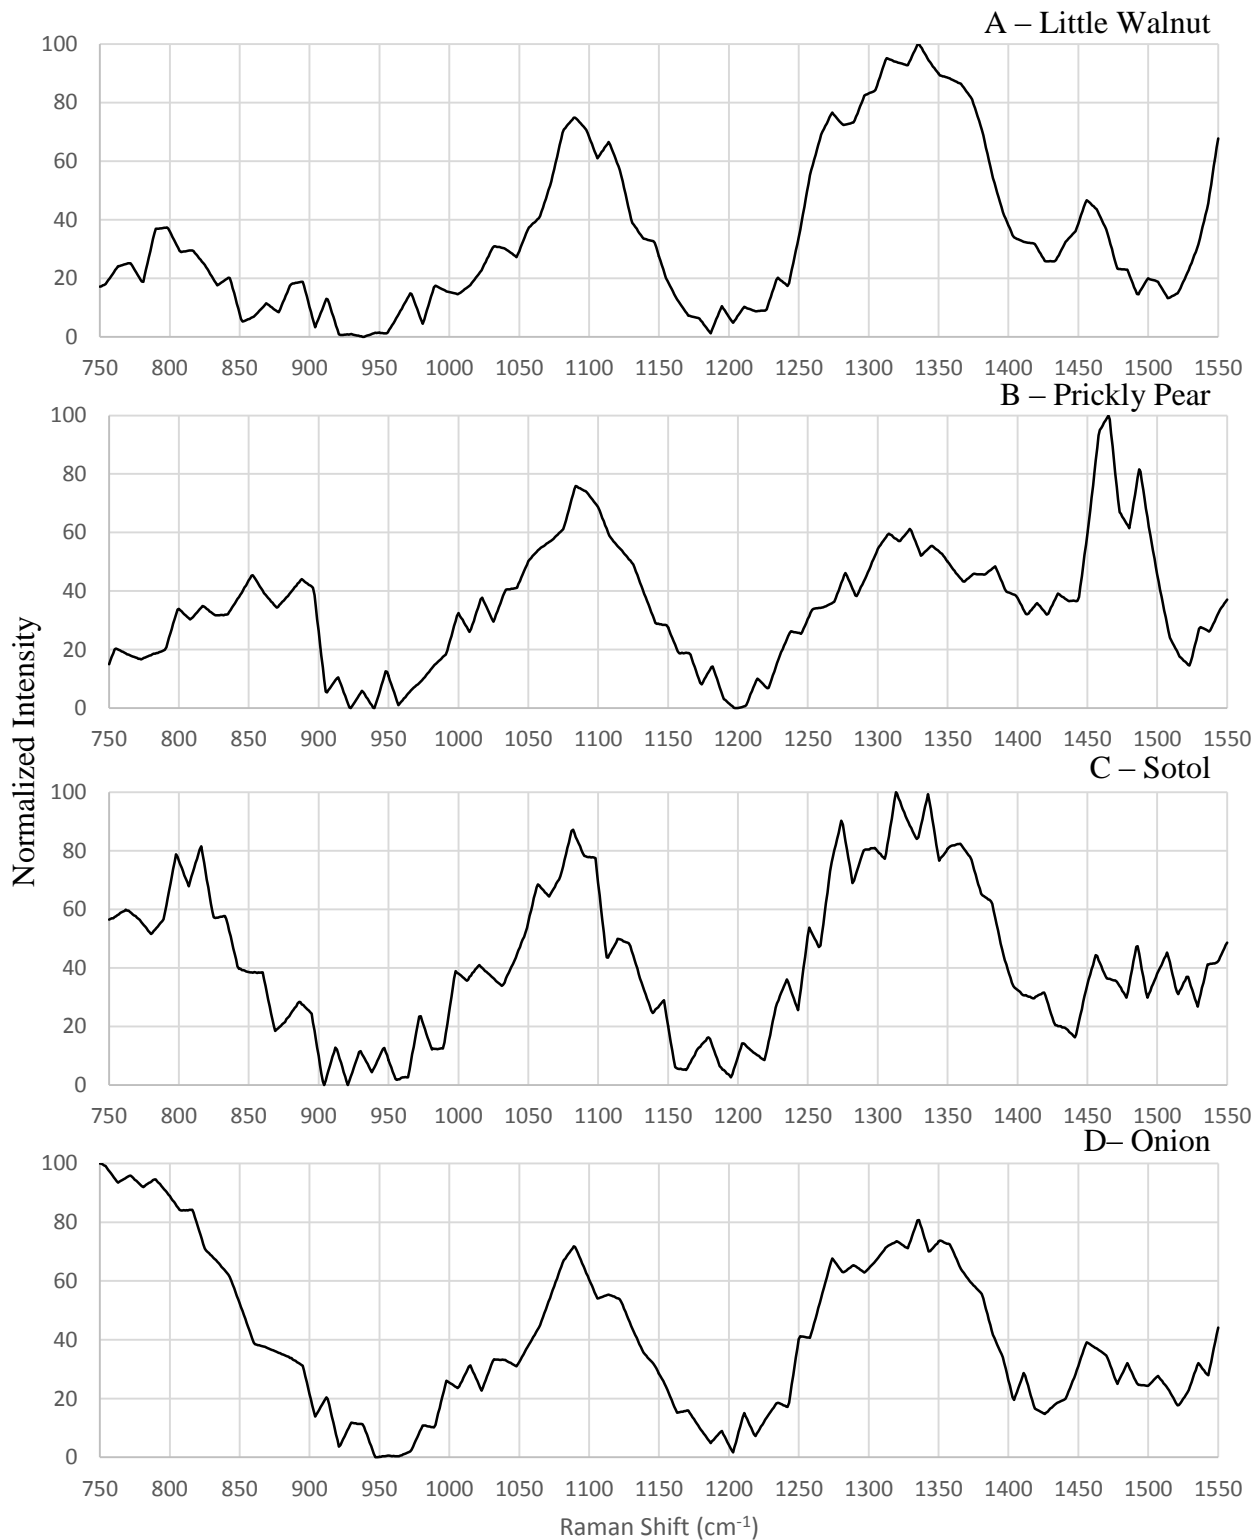 A – Little Walnut
100
80
60
40
20
0
750 800 850 900 950 1000 1050 1100 1150 1200 1250 1300 1350 1400 1450 1500 1550
B – Prickly Pear
100
80
60
40
20
0
750 800 850 900 950 1000 1050 1100 1150 1200 1250 1300 1350 1400 1450 1500 1550
Normalized Intensity
C – Sotol
100
80
60
40
20
0
750 800 850 900 950 1000 1050 1100 1150 1200 1250 1300 1350 1400 1450 1500 1550
D– Onion
100
80
60
40
20
0
750 800 850 900 950 1000 1050 1100 1150 1200 1250 1300 1350 1400 1450 1500 1550
Raman Shift (cm⁻¹)